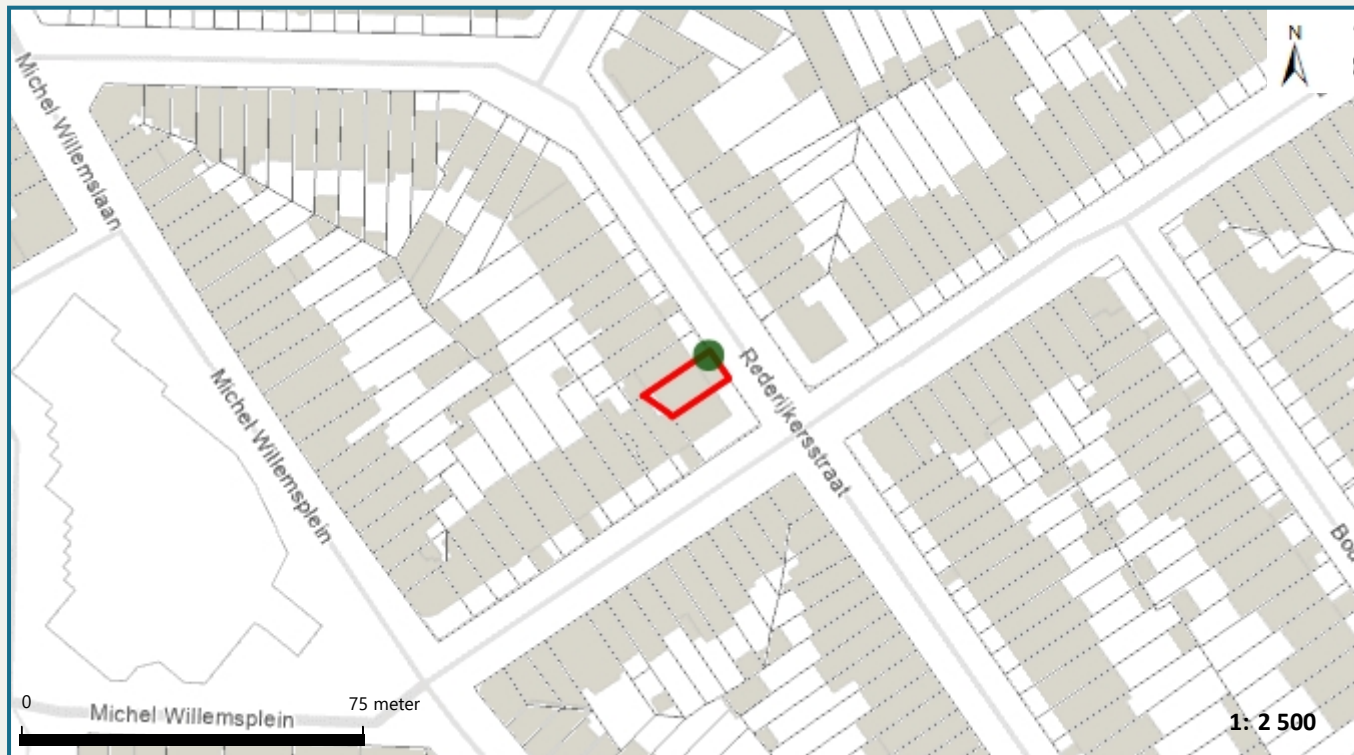 N
Michel Willemslaan
Rederijkersstraat
Michel Willemsplein
0
75 meter
Michel Willemsplein
1: 2 500